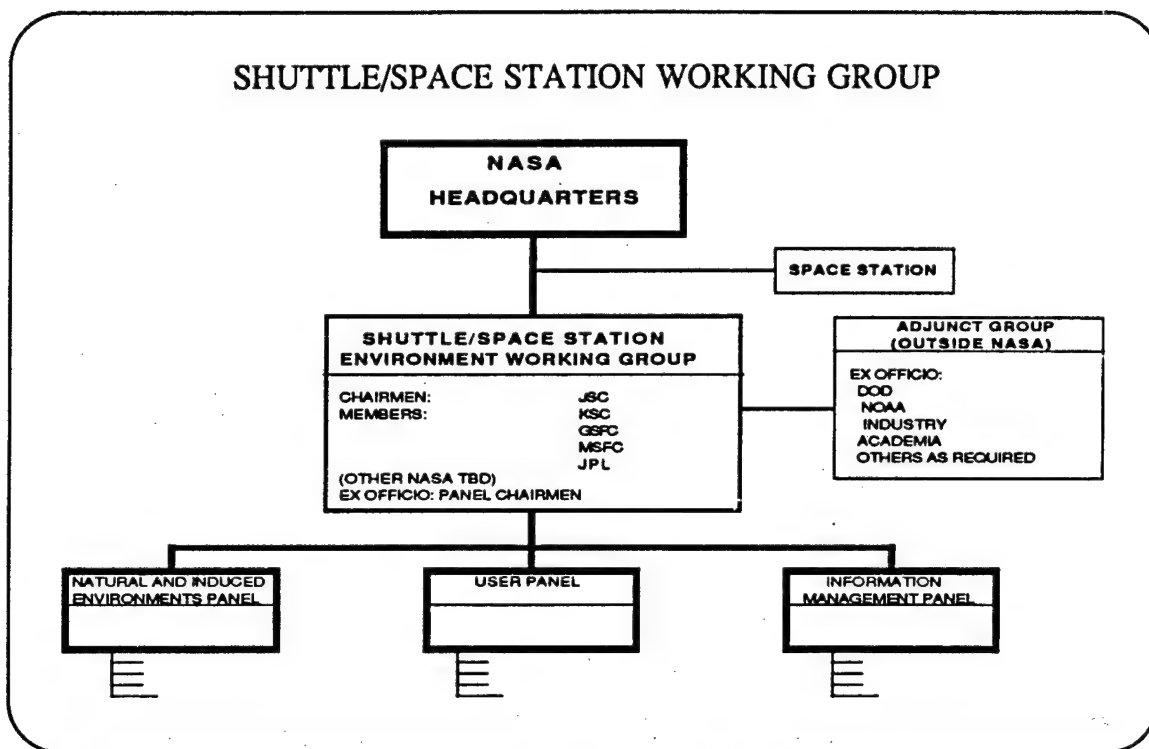 SHUTTLE/SPACE STATION WORKING GROUP
NASA
HEADQUARTERS
SPACE STATION
SHUTTLE/SPACE STATION
ENVIRONMENT WORKING GROUP
CHAIRMEN: JSC
MEMBERS: KSC
GSFC
MSFC
JPL
(OTHER NASA TBD)
EX OFFICIO: PANEL CHAIRMEN
ADJUNCT GROUP
(OUTSIDE NASA)
EX OFFICIO:
DOD
NOAA
INDUSTRY
ACADEMIA
OTHERS AS REQUIRED
NATURAL AND INDUCED
ENVIRONMENTS PANEL
USER PANEL
INFORMATION
MANAGEMENT PANEL